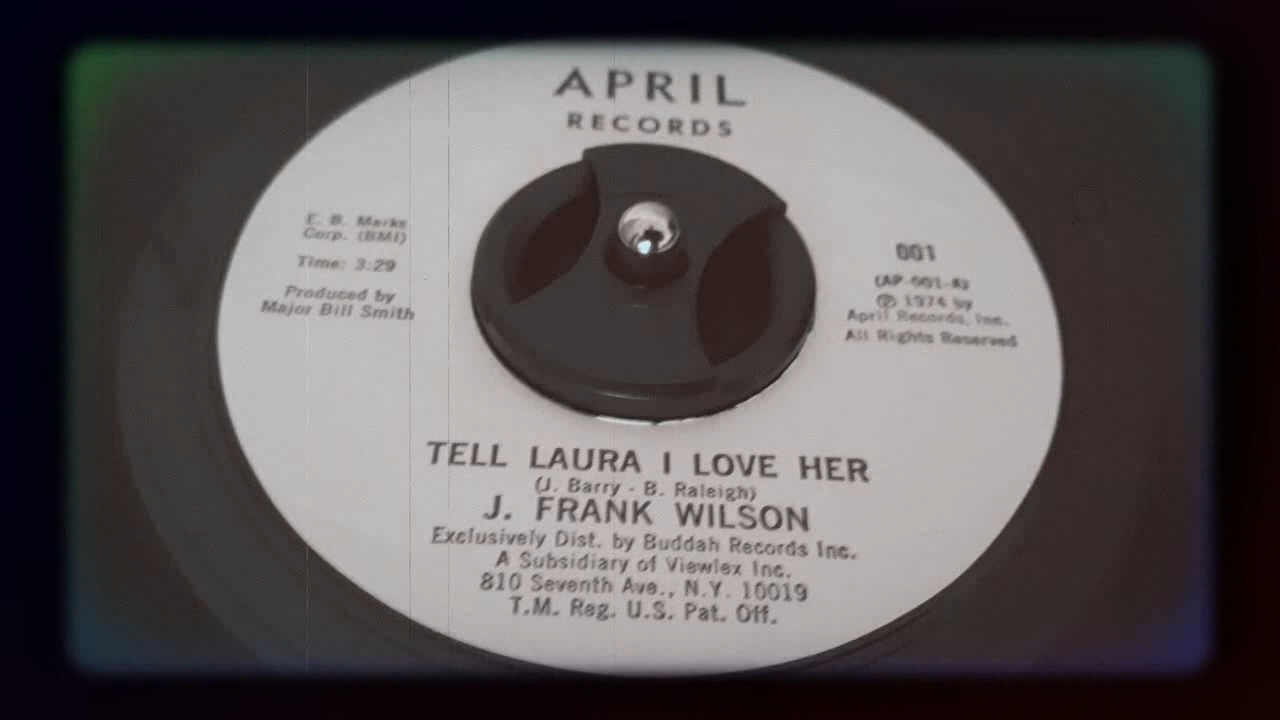 APRIL
RECORDS
E. B. Marks
Corp. (BMI)
Time: 3:29
Produced by
Major Bill Smith
001
(AP-001-A)
Ⓟ 1974 by
April Records, Inc.
All Rights Reserved
TELL LAURA I LOVE HER
(J. Barry - B. Raleigh)
J. FRANK WILSON
Exclusively Dist. by Buddah Records Inc.
A Subsidiary of Viewlex Inc.
810 Seventh Ave., N.Y. 10019
T.M. Reg. U.S. Pat. Off.